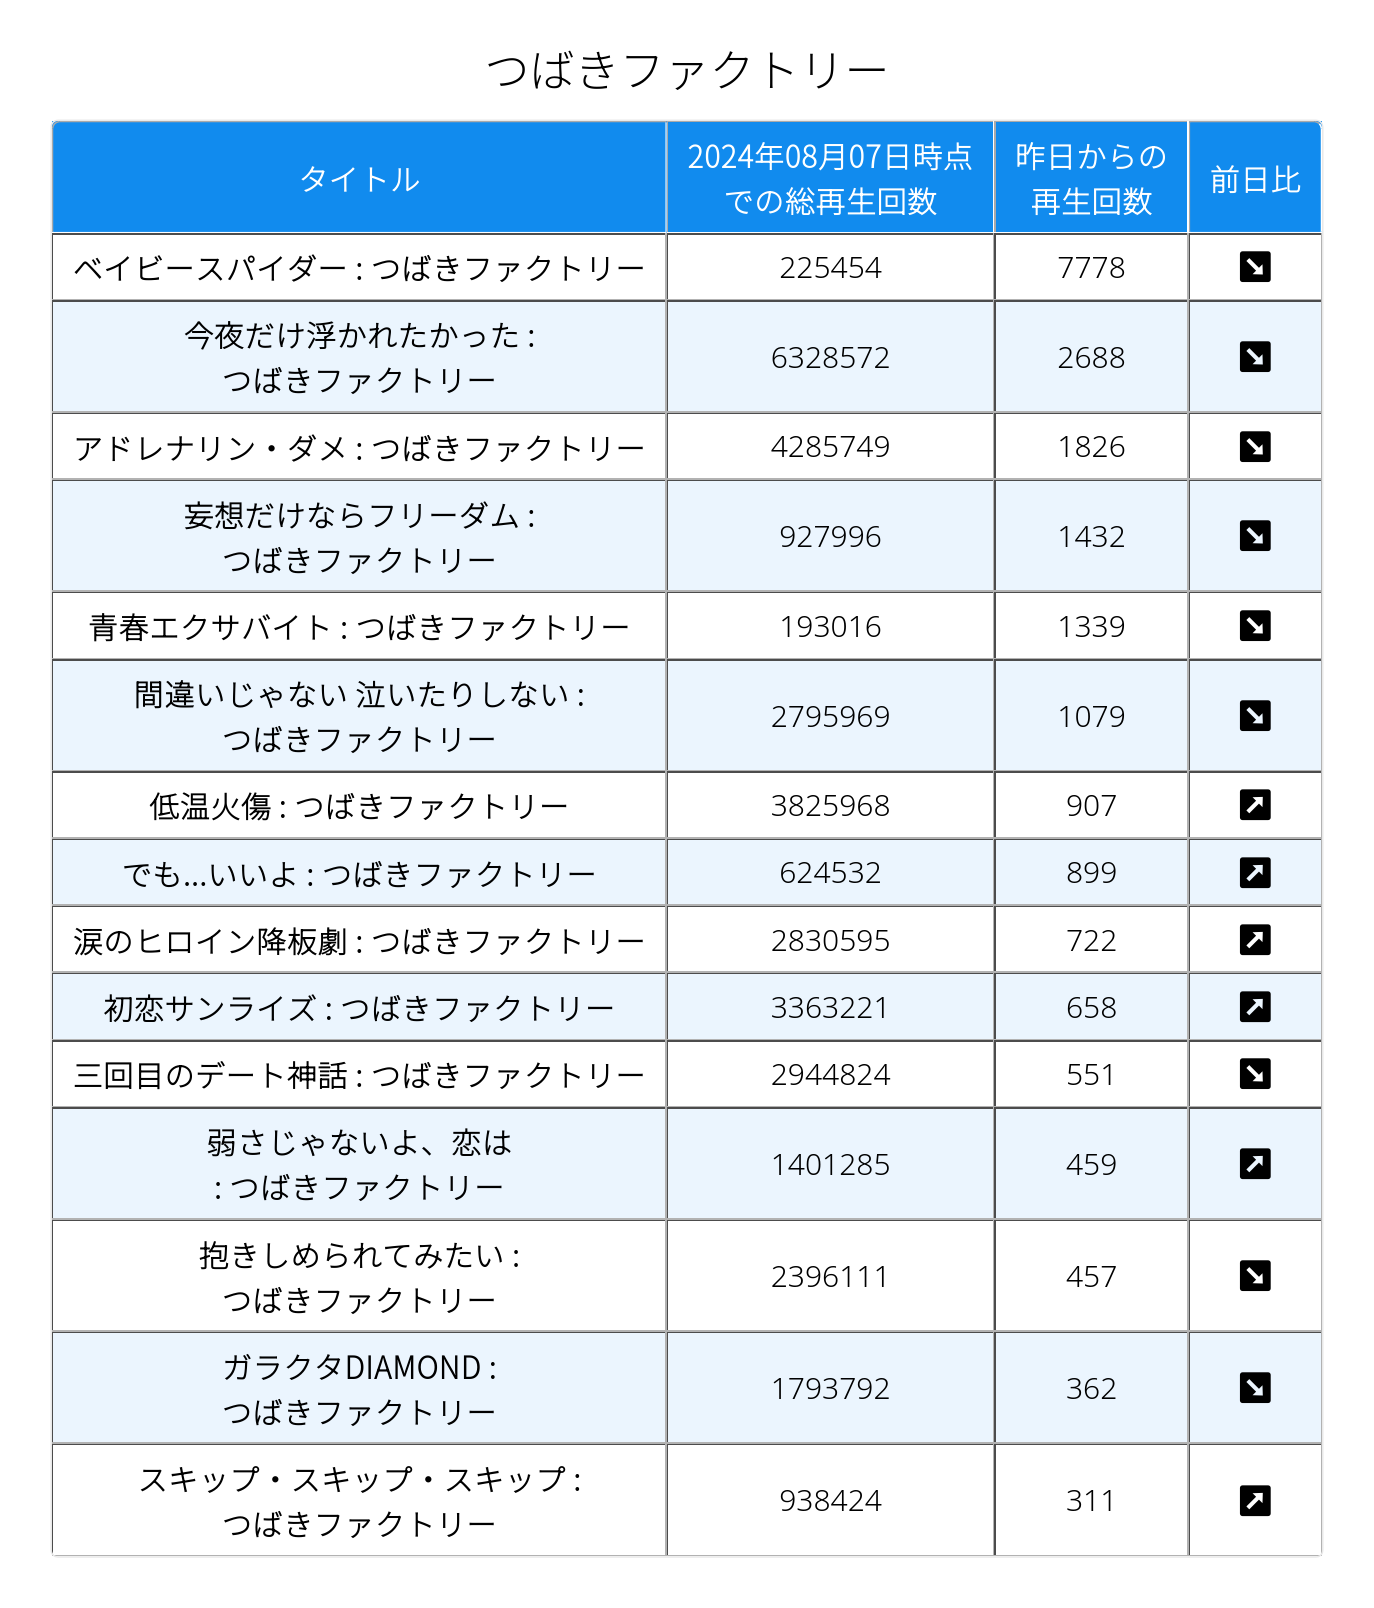 つばきファクトリー
タイトル
2024年08月07日時点
での総再生回数
昨日からの
再生回数
前日比
ベイビースパイダー : つばきファクトリー
225454
7778
今夜だけ浮かれたかった :
つばきファクトリー
6328572
2688
アドレナリン・ダメ : つばきファクトリー
4285749
1826
妄想だけならフリーダム :
つばきファクトリー
927996
1432
青春エクサバイト : つばきファクトリー
193016
1339
間違いじゃない 泣いたりしない :
つばきファクトリー
2795969
1079
低温火傷 : つばきファクトリー
3825968
907
でも...いいよ : つばきファクトリー
624532
899
涙のヒロイン降板劇 : つばきファクトリー
2830595
722
初恋サンライズ : つばきファクトリー
3363221
658
三回目のデート神話 : つばきファクトリー
2944824
551
弱さじゃないよ、恋は
: つばきファクトリー
1401285
459
抱きしめられてみたい :
つばきファクトリー
2396111
457
ガラクタDIAMOND :
つばきファクトリー
1793792
362
スキップ・スキップ・スキップ :
つばきファクトリー
938424
311